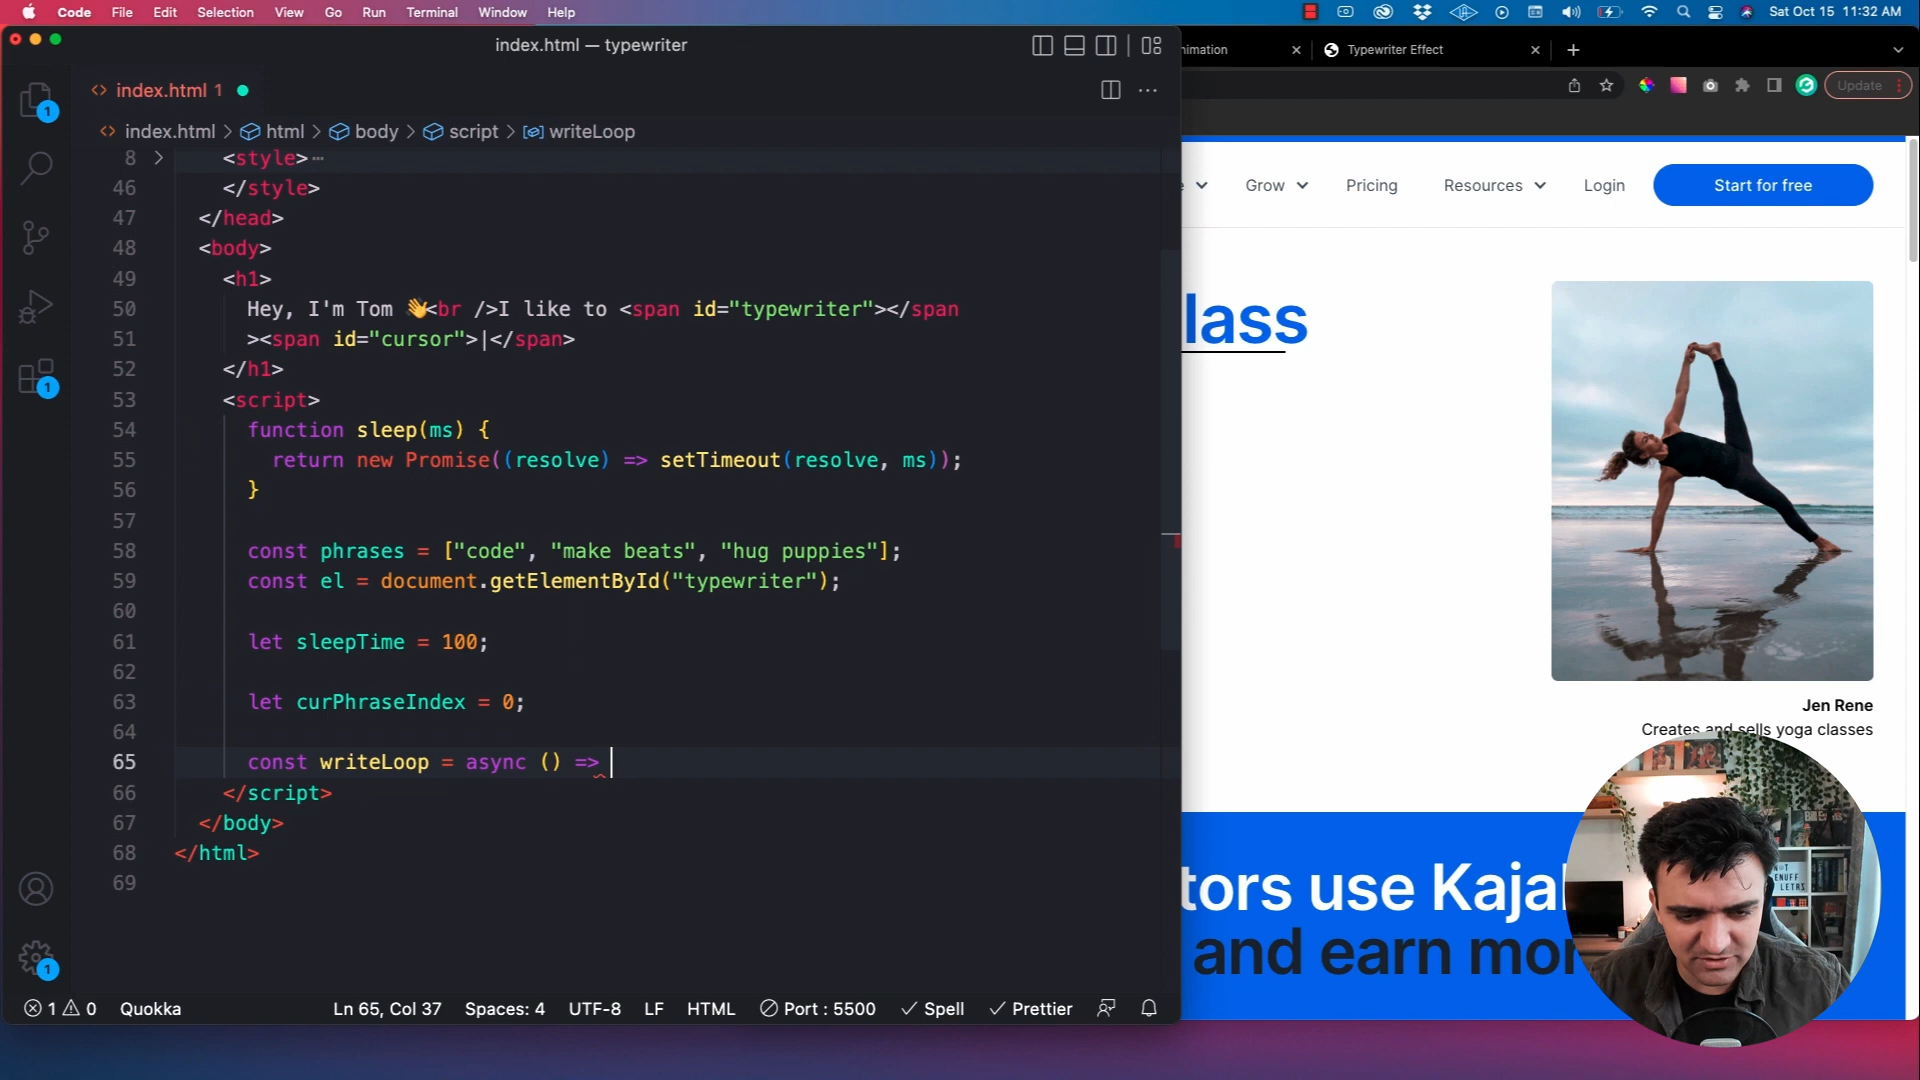 Code File Edit Selection View Go Run Terminal Window Help
Sat Oct 15 11:32 AM
index.html — typewriter
Typewriter Effect
index.html 1
Update
index.html > html > body > script > writeLoop
8 <style>
46 </style>
47 </head>
48 <body>
49 <h1>
50 Hey, I'm Tom 👋<br />I like to <span id="typewriter"></span
51 ><span id="cursor">|</span>
52 </h1>
53 <script>
54 function sleep(ms) {
55 return new Promise((resolve) => setTimeout(resolve, ms));
56 }
57
58 const phrases = ["code", "make beats", "hug puppies"];
59 const el = document.getElementById("typewriter");
60
61 let sleepTime = 100;
62
63 let curPhraseIndex = 0;
64
65 const writeLoop = async () =>
66 </script>
67 </body>
68 </html>
69
1
1
1
1 0 Quokka Ln 65, Col 37 Spaces: 4 UTF-8 LF HTML Port : 5500 Spell Prettier
Grow Pricing Resources Login Start for free
lass
Jen Rene
Creates and sells yoga classes
tors use Kaja
and earn mor